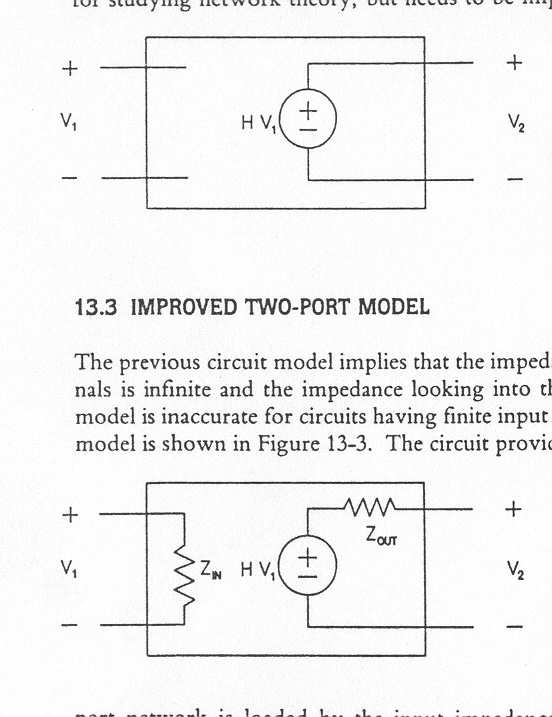 for studying network theory, but needs to be imp
+ +
+
H V₁
V₁ V₂
−
− −
13.3 IMPROVED TWO-PORT MODEL
The previous circuit model implies that the imped
nals is infinite and the impedance looking into th
model is inaccurate for circuits having finite input
model is shown in Figure 13-3. The circuit provid
+ +
Z_OUT
+
V₁ Z_IN H V₁ V₂
−
− −
port network is loaded by the input impedance